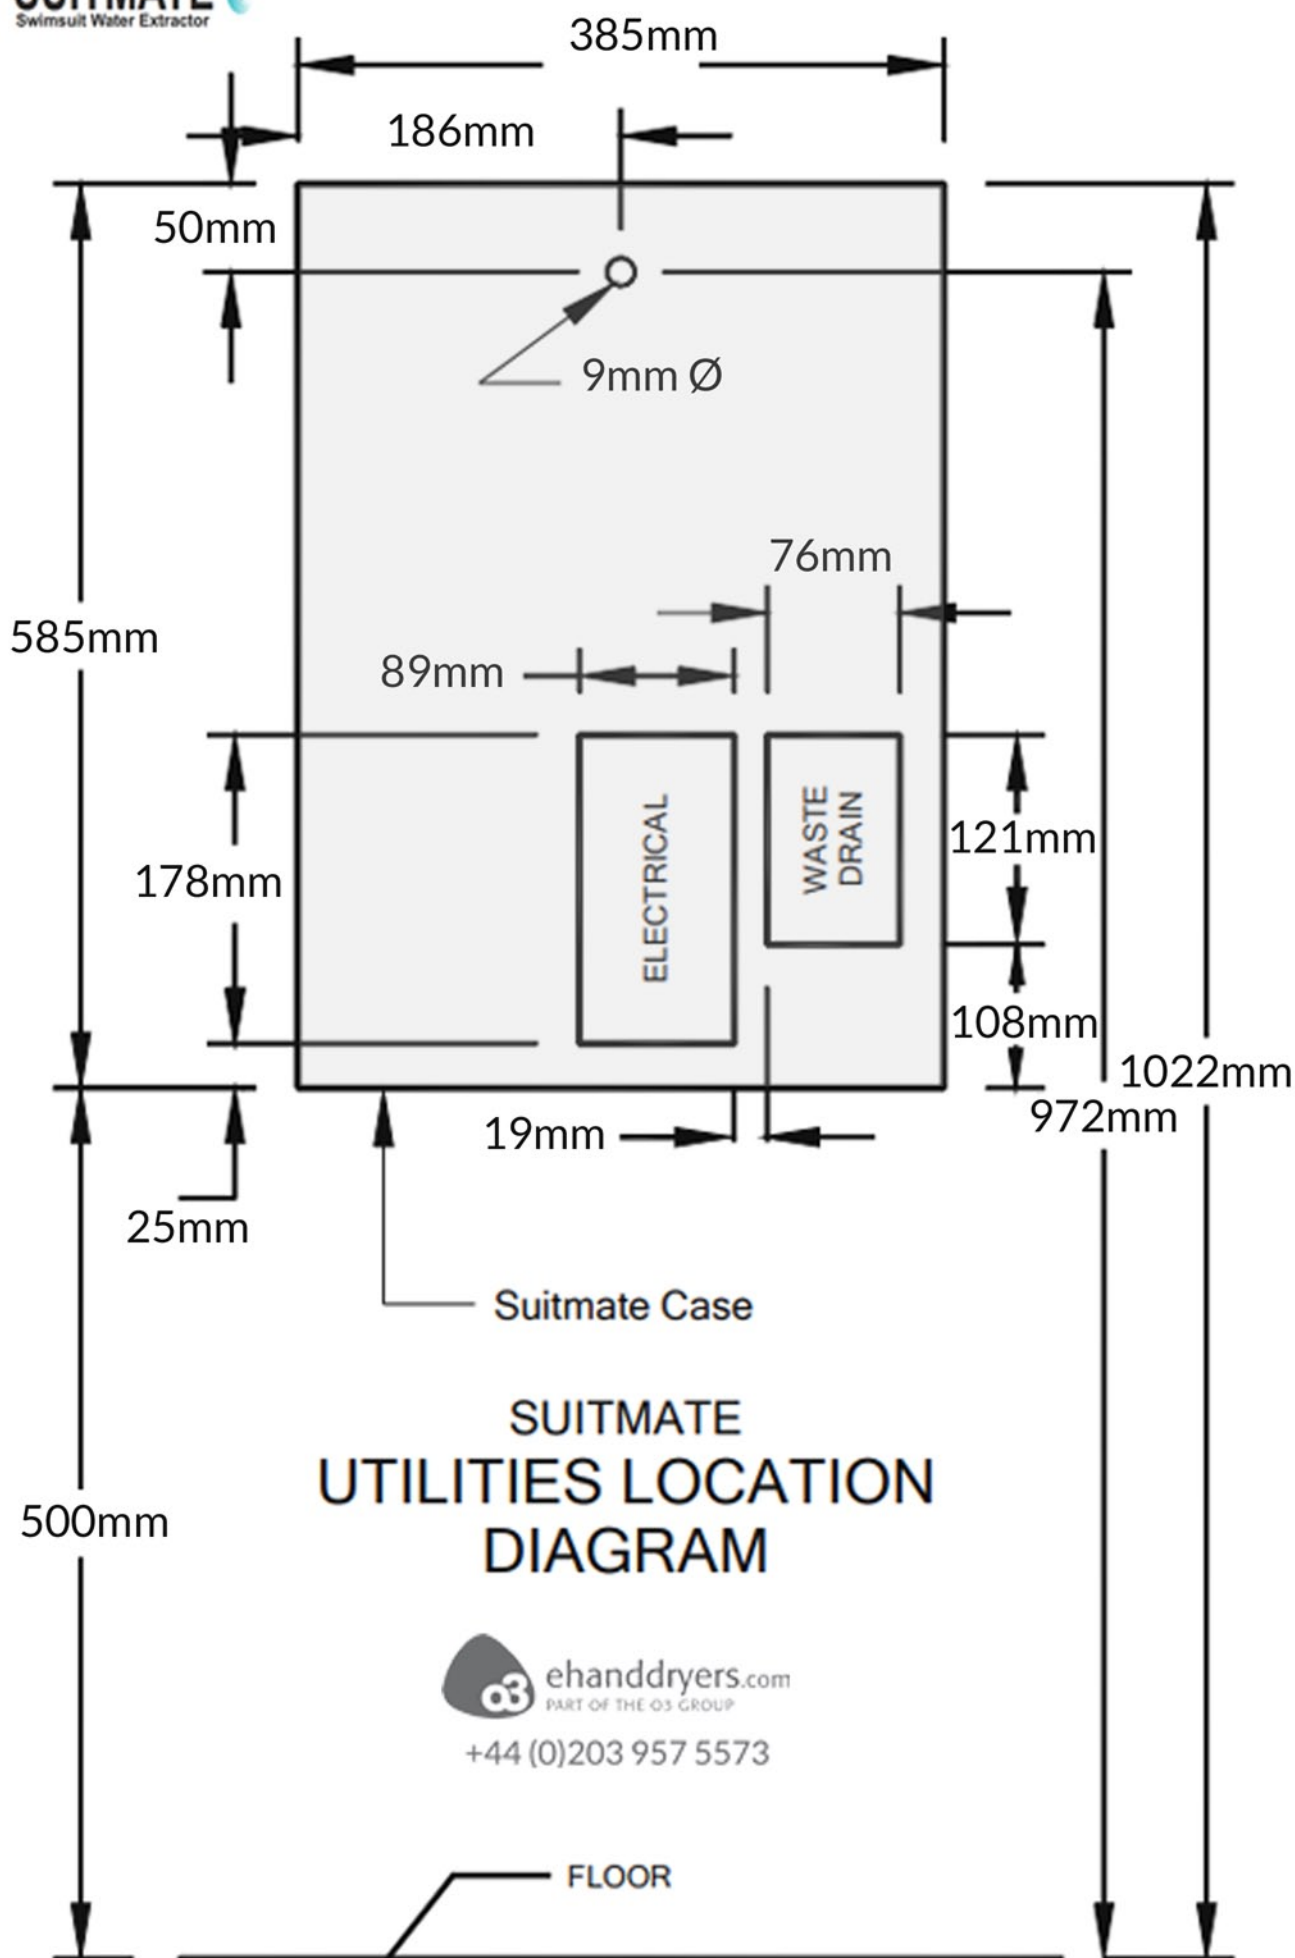 SUITMATE
Swimsuit Water Extractor
385mm
186mm
50mm
9mm Ø
76mm
585mm
89mm
ELECTRICAL
WASTE
DRAIN
121mm
178mm
108mm
1022mm
972mm
19mm
25mm
Suitmate Case
SUITMATE
UTILITIES LOCATION
DIAGRAM
500mm
o3
ehanddryers.com
PART OF THE O3 GROUP
+44 (0)203 957 5573
FLOOR